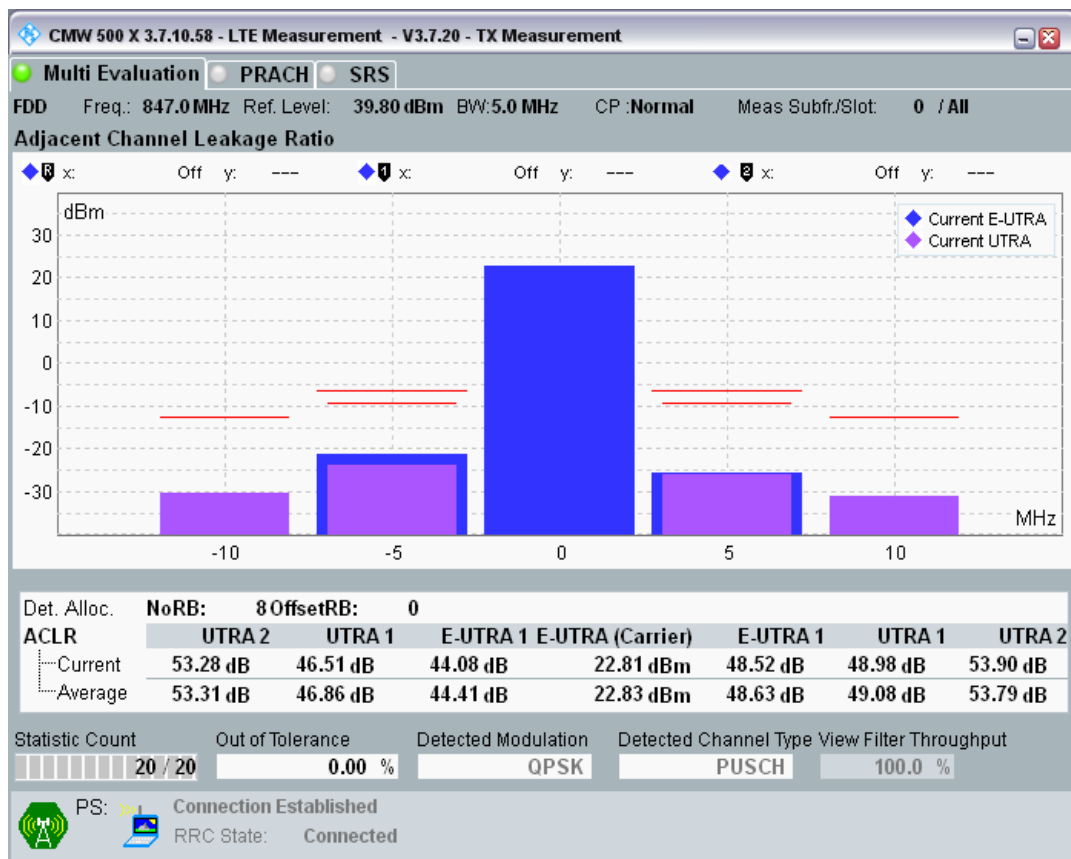 CMW 500 X 3.7.10.58 - LTE Measurement - V3.7.20 - TX Measurement
Multi Evaluation PRACH SRS
FDD Freq.: 847.0 MHz Ref. Level: 39.80 dBm BW:5.0 MHz CP :Normal Meas Subfr./Slot: 0 / All
Adjacent Channel Leakage Ratio
R x: Off y: --- 1 x: Off y: --- 2 x: Off y: ---
dBm
Current E-UTRA
Current UTRA
30
20
10
0
-10
-20
-30
MHz
-10 -5 0 5 10
Det. Alloc. NoRB: 8 OffsetRB: 0
ACLR UTRA 2 UTRA 1 E-UTRA 1 E-UTRA (Carrier) E-UTRA 1 UTRA 1 UTRA 2
Current 53.28 dB 46.51 dB 44.08 dB 22.81 dBm 48.52 dB 48.98 dB 53.90 dB
Average 53.31 dB 46.86 dB 44.41 dB 22.83 dBm 48.63 dB 49.08 dB 53.79 dB
Statistic Count Out of Tolerance Detected Modulation Detected Channel Type View Filter Throughput
20 / 20 0.00 % QPSK PUSCH 100.0 %
PS: Connection Established
RRC State: Connected